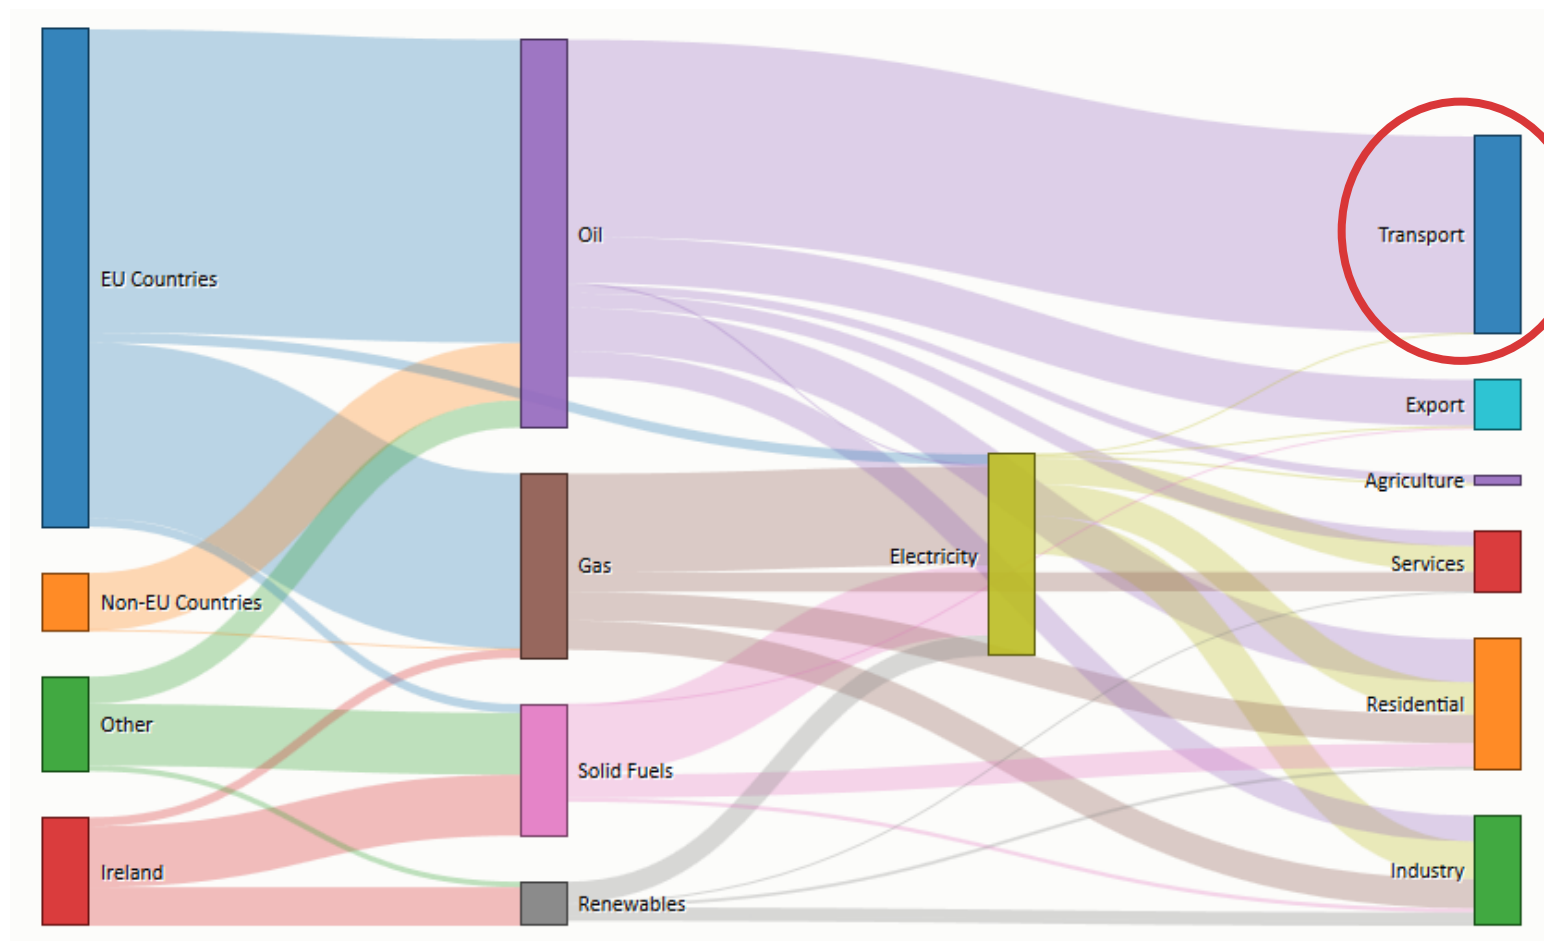 EU Countries
Non-EU Countries
Other
Ireland
Oil
Gas
Solid Fuels
Renewables
Electricity
Transport
Export
Agriculture
Services
Residential
Industry